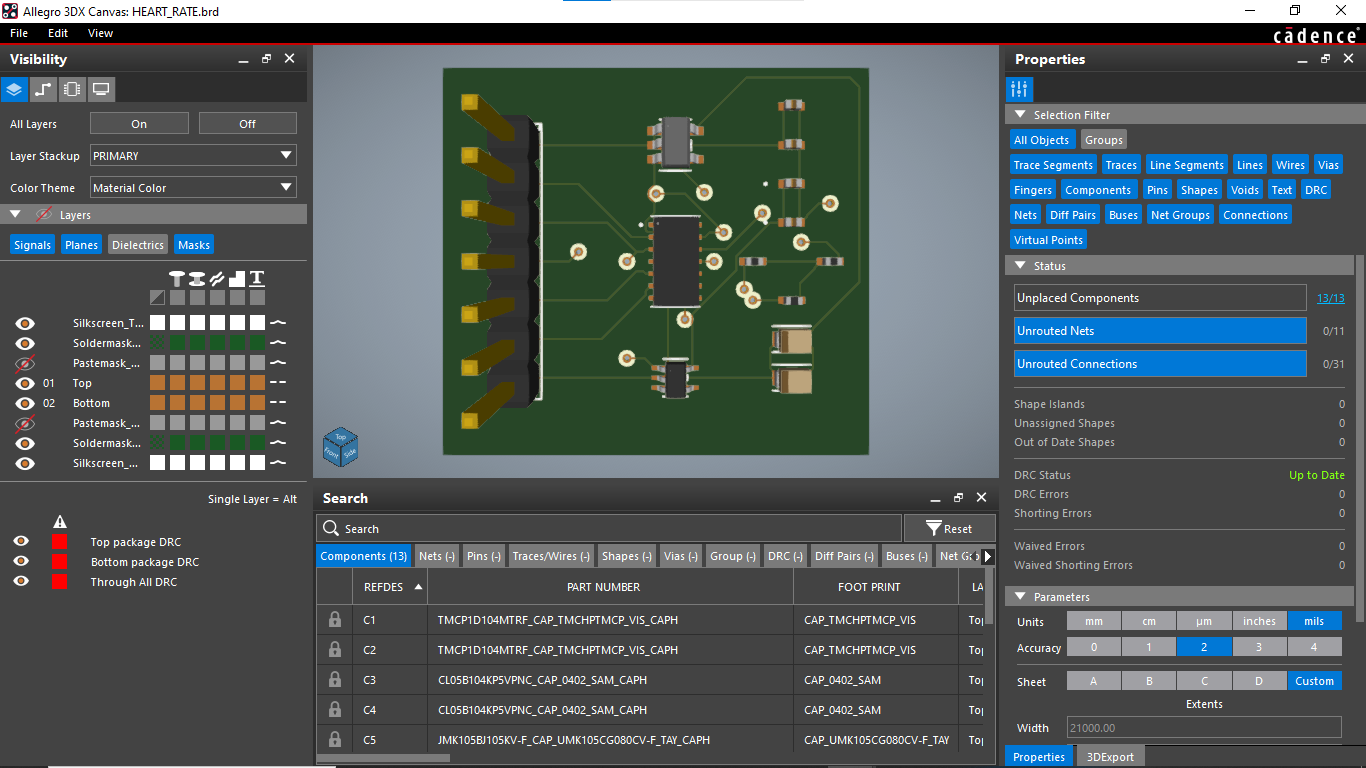 Allegro 3DX Canvas: HEART_RATE.brd
File Edit View
cādence
Visibility
All Layers On Off
Layer Stackup PRIMARY
Color Theme Material Color
Layers
Signals Planes Dielectrics Masks
Silkscreen_T...
Soldermask...
Pastemask_...
01 Top
02 Bottom
Pastemask_...
Soldermask...
Silkscreen_...
Single Layer = Alt
Top package DRC
Bottom package DRC
Through All DRC
Top
Front Side
Search
Search Reset
Components (13) Nets (-) Pins (-) Traces/Wires (-) Shapes (-) Vias (-) Group (-) DRC (-) Diff Pairs (-) Buses (-)
REFDES PART NUMBER FOOT PRINT LA
C1 TMCP1D104MTRF_CAP_TMCHPTMCP_VIS_CAPH CAP_TMCHPTMCP_VIS Top
C2 TMCP1D104MTRF_CAP_TMCHPTMCP_VIS_CAPH CAP_TMCHPTMCP_VIS Top
C3 CL05B104KP5VPNC_CAP_0402_SAM_CAPH CAP_0402_SAM Top
C4 CL05B104KP5VPNC_CAP_0402_SAM_CAPH CAP_0402_SAM Top
C5 JMK105BJ105KV-F_CAP_UMK105CG080CV-F_TAY_CAPH CAP_UMK105CG080CV-F_TAY Top
Properties
Selection Filter
All Objects Groups
Trace Segments Traces Line Segments Lines Wires Vias
Fingers Components Pins Shapes Voids Text DRC
Nets Diff Pairs Buses Net Groups Connections
Virtual Points
Status
Unplaced Components 13/13
Unrouted Nets 0/11
Unrouted Connections 0/31
Shape Islands 0
Unassigned Shapes 0
Out of Date Shapes 0
DRC Status Up to Date
DRC Errors 0
Shorting Errors 0
Waived Errors 0
Waived Shorting Errors 0
Parameters
Units mm cm µm inches mils
Accuracy 0 1 2 3 4
Sheet A B C D Custom
Extents
Width 21000.00
Properties 3DExport